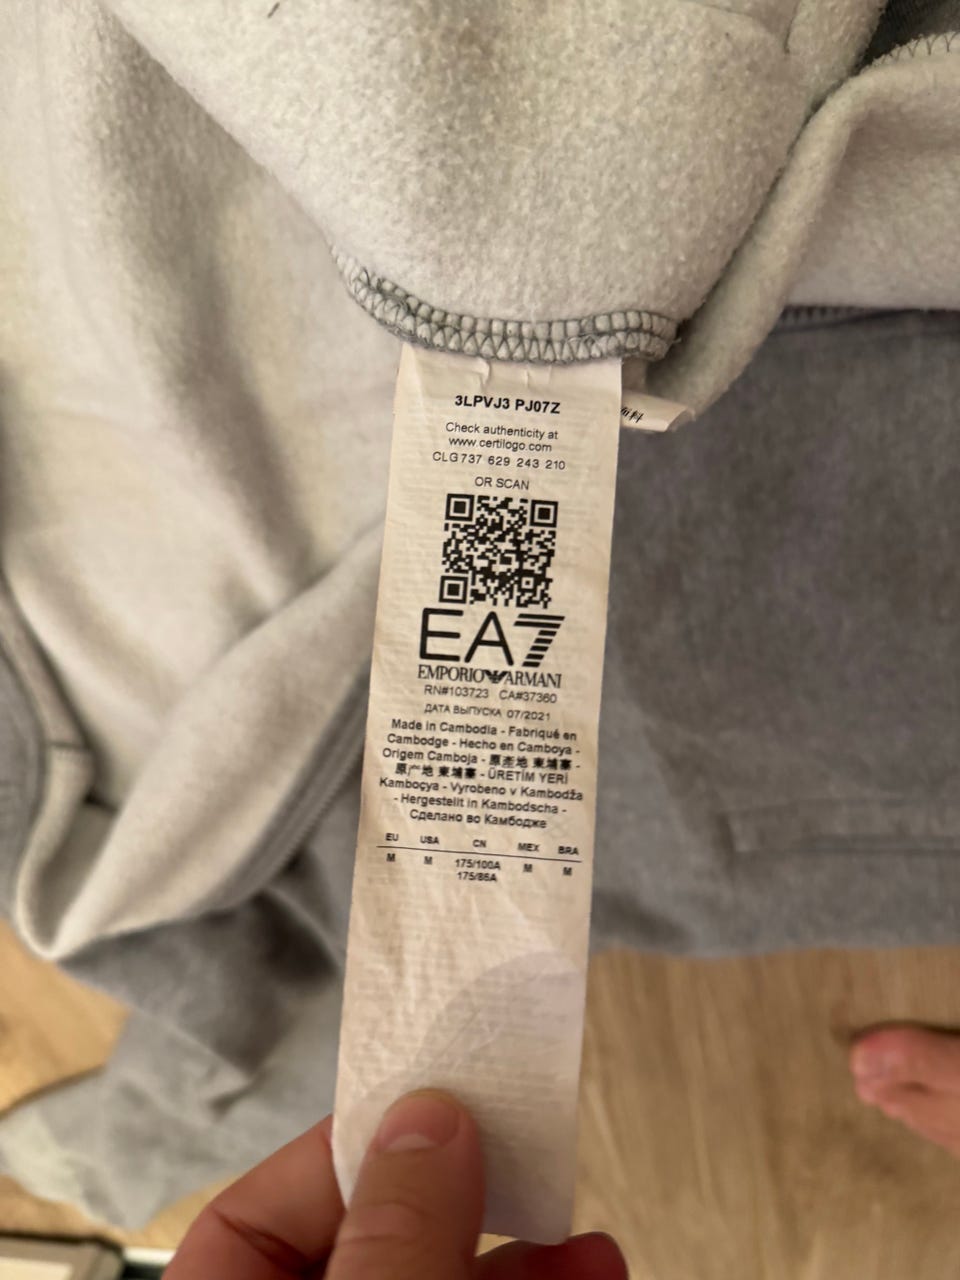 3LPVJ3 PJ07Z
Check authenticity at
www.certilogo.com
CLG 737 629 243 210
OR SCAN
EA7
EMPORIO ARMANI
RN#103723 CA#37360
ДАТА ВЫПУСКА 07/2021
Made in Cambodia - Fabriqué en
Cambodge - Hecho en Camboya -
Origem Camboja - 原產地 柬埔寨 -
原产地 柬埔寨 - ÜRETİM YERİ
Kamboçya - Vyrobeno v Kambodža
- Hergestellt in Kambodscha -
Сделано во Камбодже
EU USA CN MEX BRA
M M 175/100A M M
175/86A
料